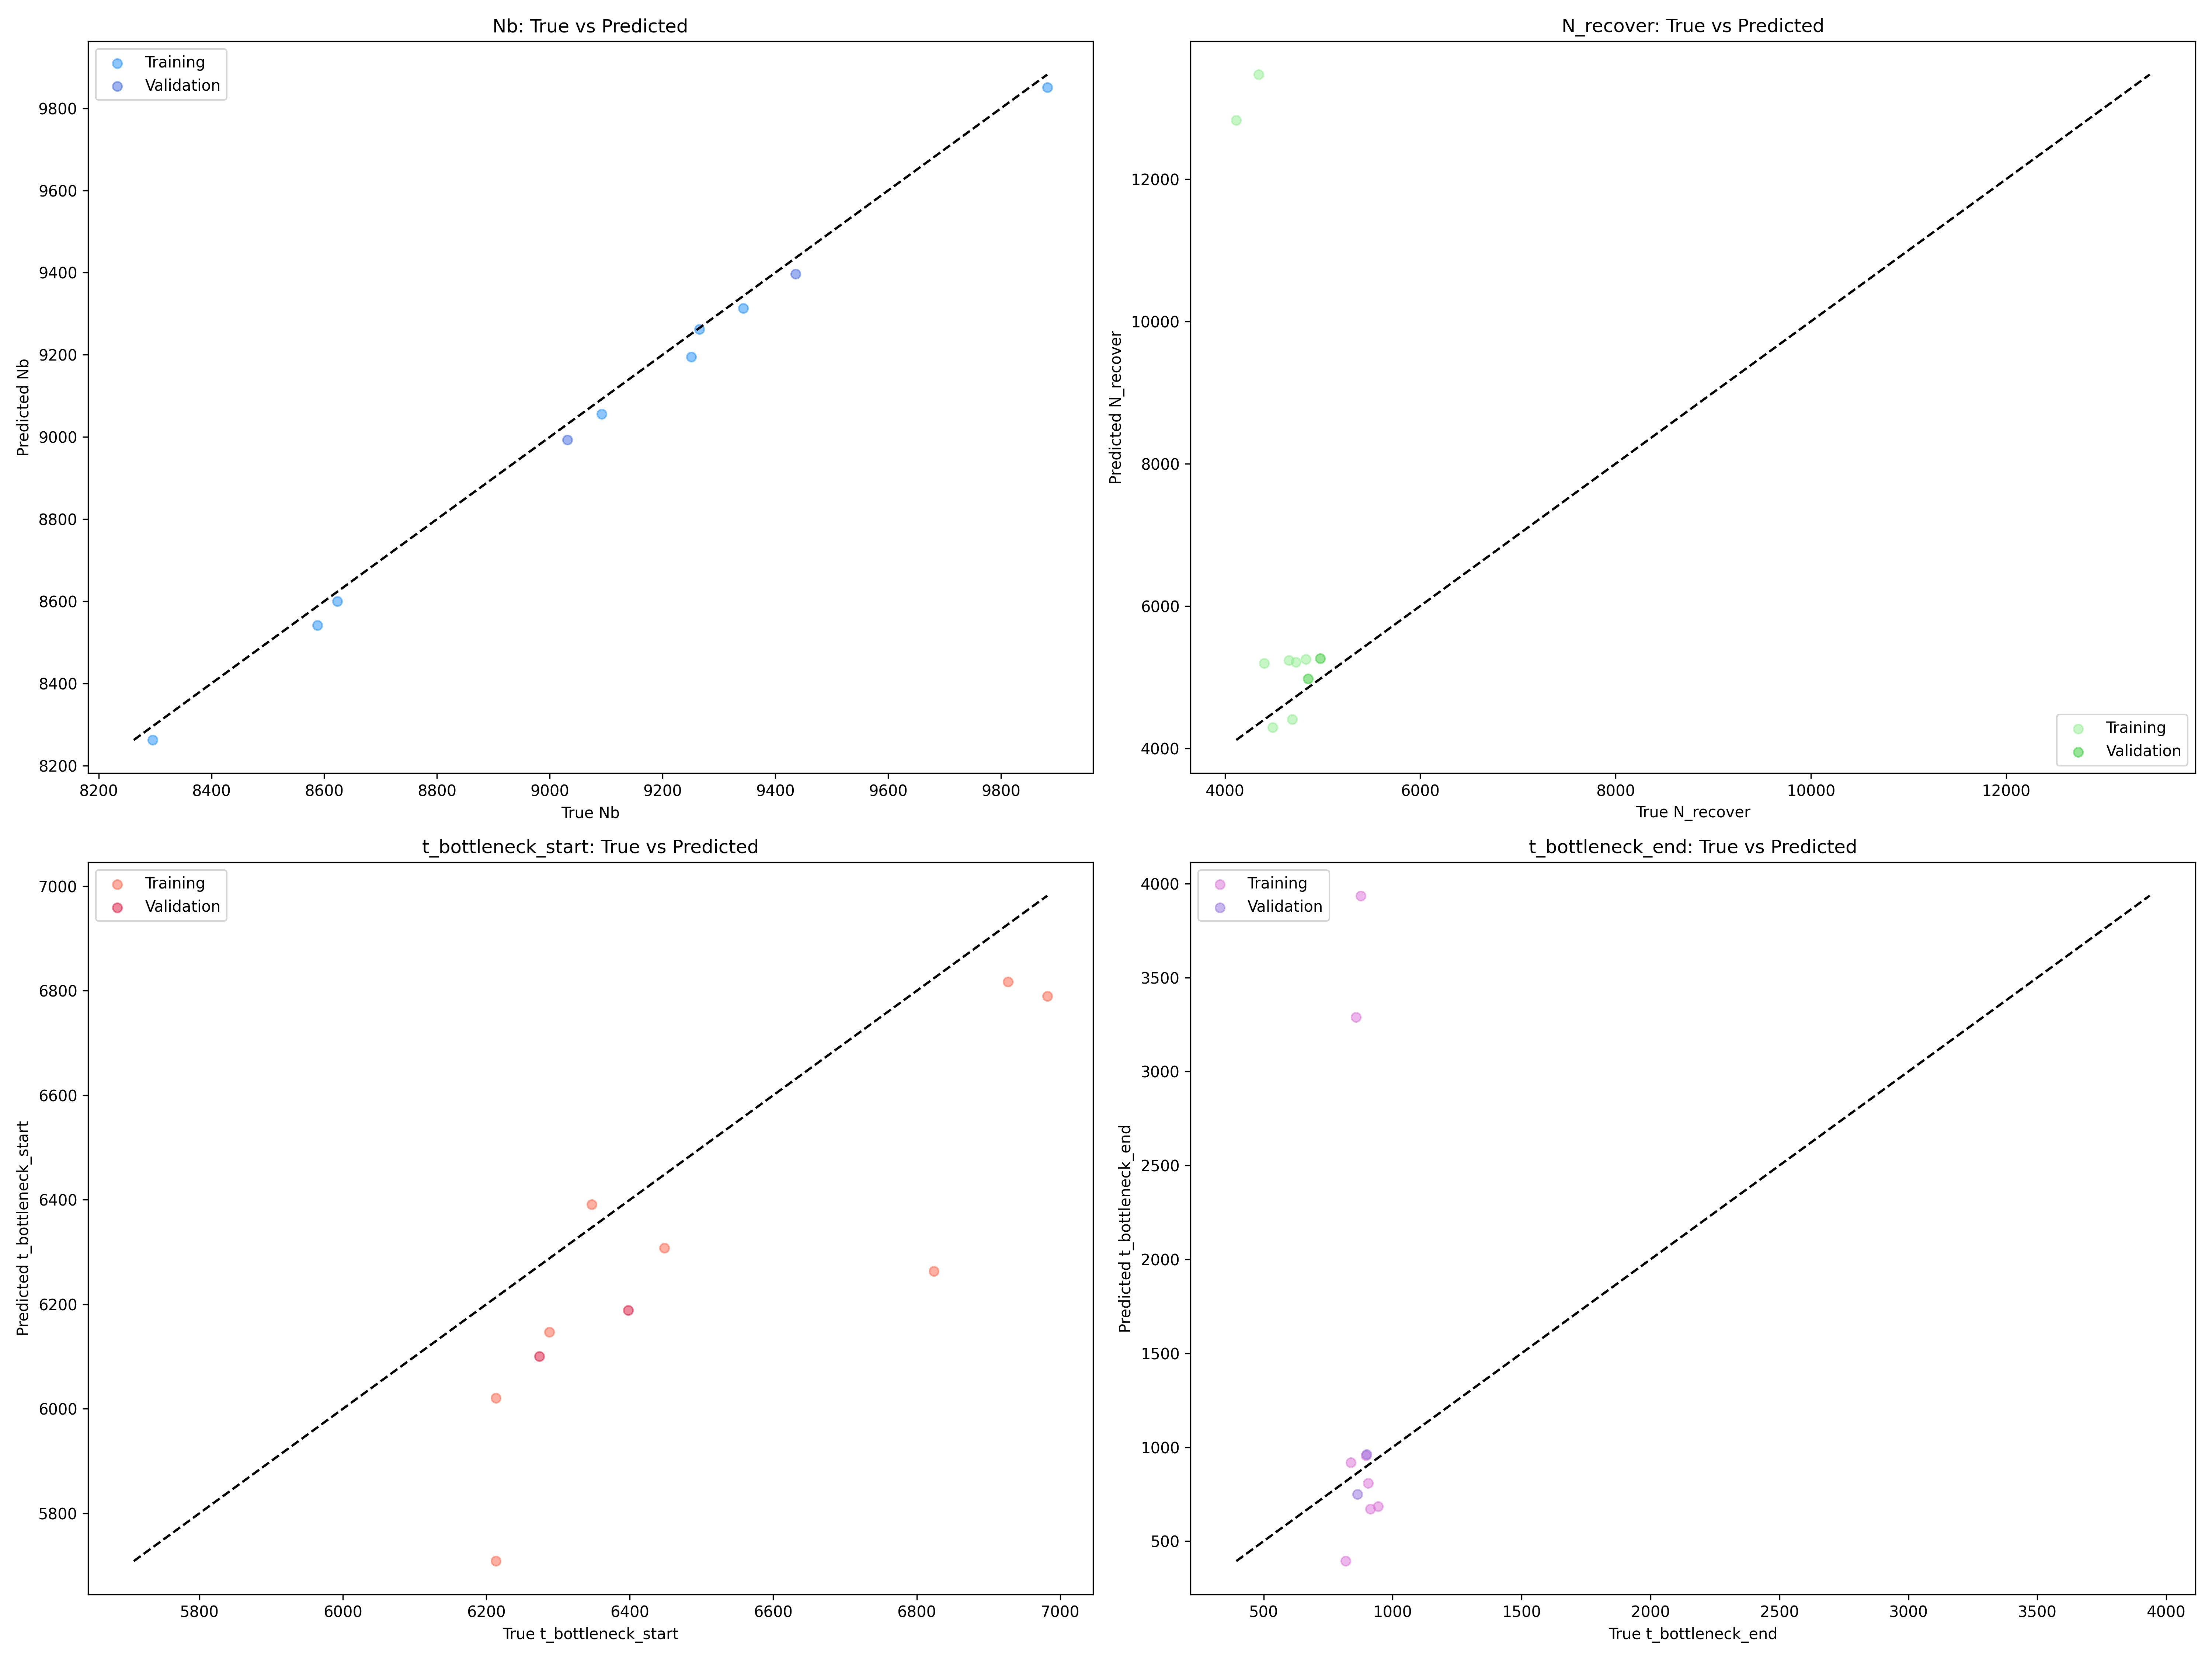 Nb: True vs Predicted
Training
Validation
9800
9600
9400
9200
9000
8800
8600
8400
8200
Predicted Nb
8200 8400 8600 8800 9000 9200 9400 9600 9800
True Nb
N_recover: True vs Predicted
12000
10000
8000
6000
4000
Predicted N_recover
Training
Validation
4000 6000 8000 10000 12000
True N_recover
t_bottleneck_start: True vs Predicted
Training
Validation
7000
6800
6600
6400
6200
6000
5800
Predicted t_bottleneck_start
5800 6000 6200 6400 6600 6800 7000
True t_bottleneck_start
t_bottleneck_end: True vs Predicted
Training
Validation
4000
3500
3000
2500
2000
1500
1000
500
Predicted t_bottleneck_end
500 1000 1500 2000 2500 3000 3500 4000
True t_bottleneck_end